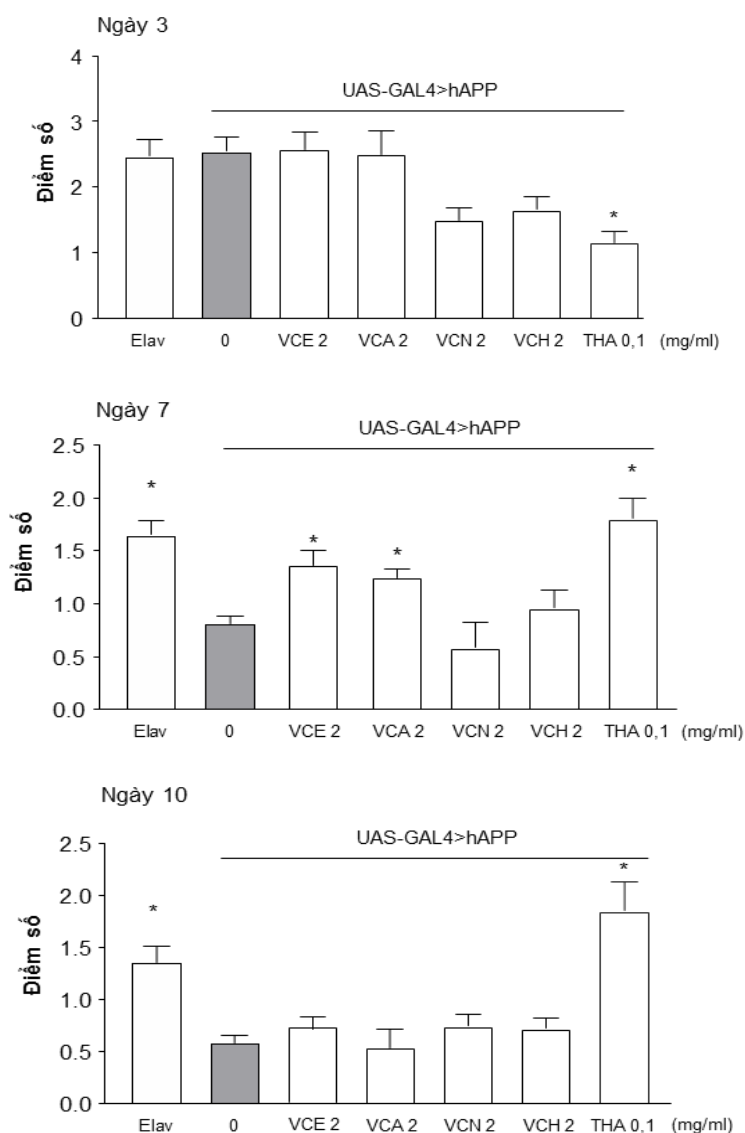 Ngày 3
UAS-GAL4>hAPP
Điểm số
4
3
2
1
0
*
Elav 0 VCE 2 VCA 2 VCN 2 VCH 2 THA 0,1 (mg/ml)
Ngày 7
UAS-GAL4>hAPP
Điểm số
2.5
2.0
1.5
1.0
0.5
0.0
* * * *
Elav 0 VCE 2 VCA 2 VCN 2 VCH 2 THA 0,1 (mg/ml)
Ngày 10
UAS-GAL4>hAPP
Điểm số
2.5
2.0
1.5
1.0
0.5
0.0
* *
Elav 0 VCE 2 VCA 2 VCN 2 VCH 2 THA 0,1 (mg/ml)